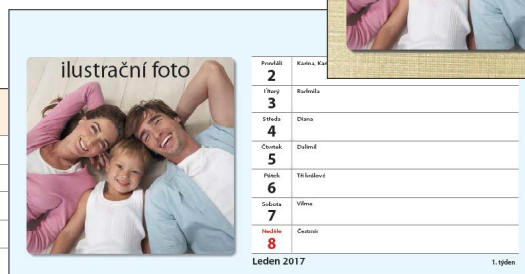 ilustrační foto
Pondělí
2
Karina,
Úterý
3
Radmila
Středa
4
Diana
Čtvrtek
5
Dalimil
Pátek
6
Tři králové
Sobota
7
Vilma
Neděle
8
Čestmír
Leden 2017
1. týden